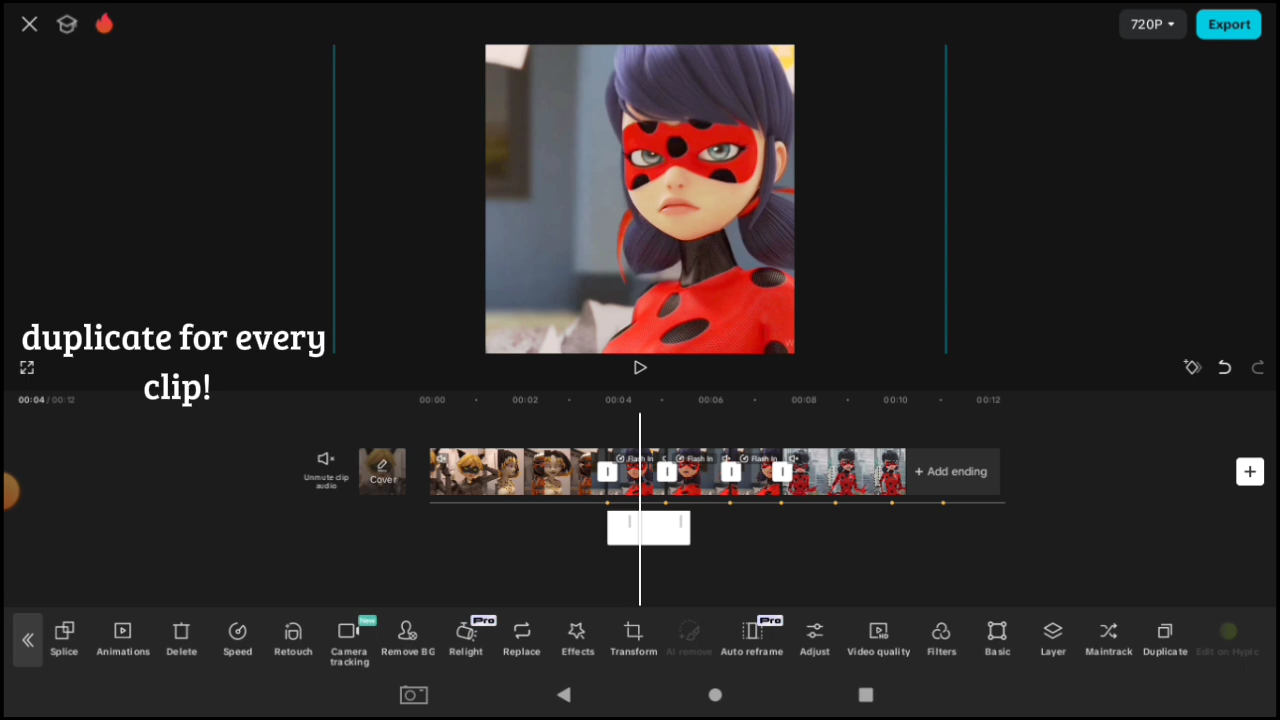 720P
Export
duplicate for every
clip!
00:04 / 00:12
00:00
00:02
00:04
00:06
00:08
00:10
00:12
Unmute clip
audio
Cover
Flash In
Flash In
Flash In
+ Add ending
Splice
Animations
Delete
Speed
Retouch
New
Camera
tracking
Remove BG
Pro
Relight
Replace
Effects
Transform
AI remove
Pro
Auto reframe
Adjust
HD
Video quality
Filters
Basic
Layer
Maintrack
Duplicate
Edit on Hypic